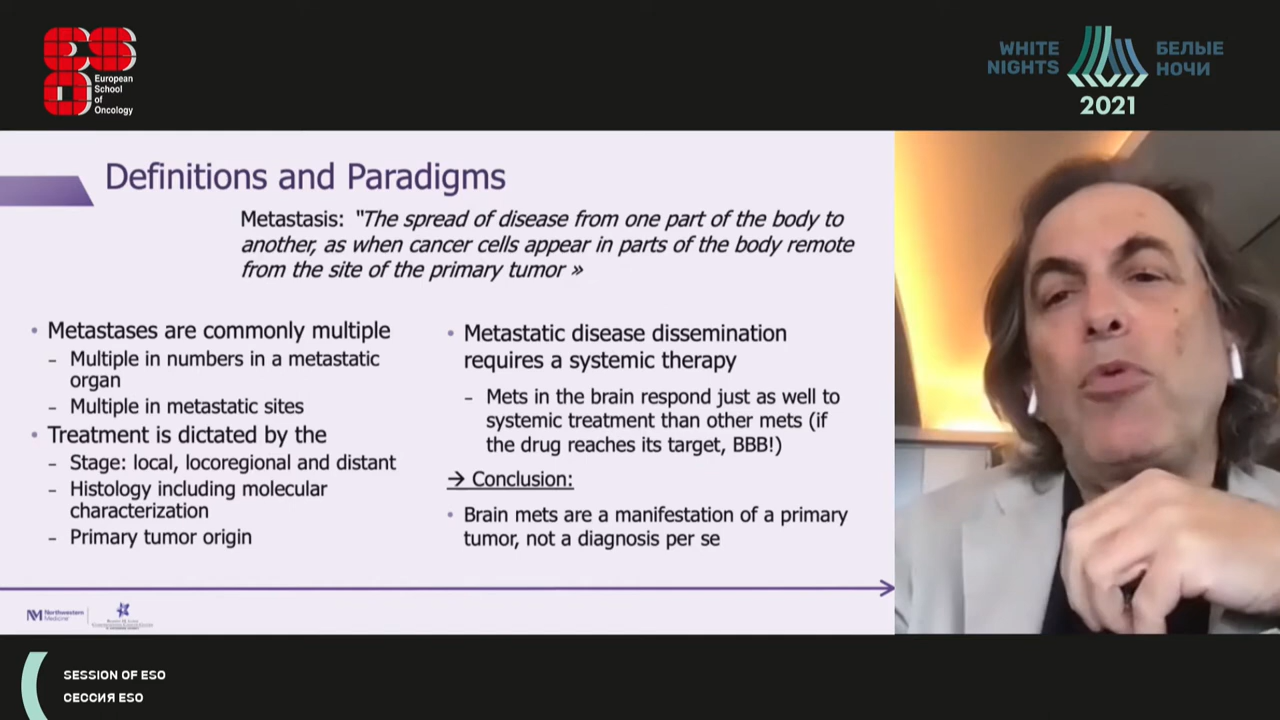 ESO
European
School
of
Oncology
WHITE
NIGHTS
БЕЛЫЕ
НОЧИ
2021
Definitions and Paradigms
Metastasis: "The spread of disease from one part of the body to
another, as when cancer cells appear in parts of the body remote
from the site of the primary tumor »
• Metastases are commonly multiple
– Multiple in numbers in a metastatic
organ
– Multiple in metastatic sites
• Treatment is dictated by the
– Stage: local, locoregional and distant
– Histology including molecular
characterization
– Primary tumor origin
• Metastatic disease dissemination
requires a systemic therapy
– Mets in the brain respond just as well to
systemic treatment than other mets (if
the drug reaches its target, BBB!)
→ Conclusion:
• Brain mets are a manifestation of a primary
tumor, not a diagnosis per se
NM Northwestern
Medicine
SESSION OF ESO
СЕССИЯ ESO